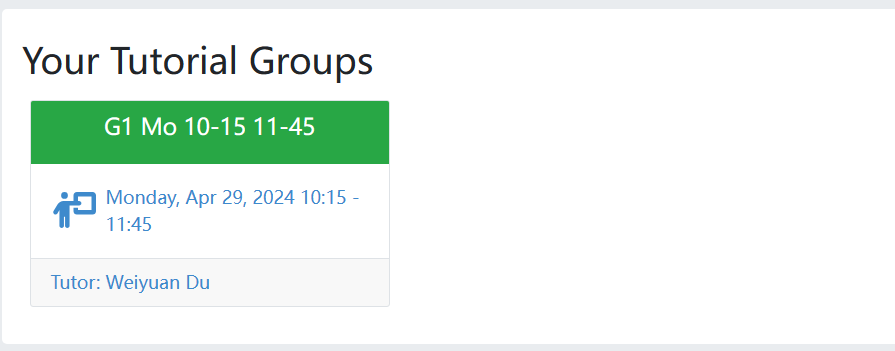 Your Tutorial Groups
G1 Mo 10-15 11-45
Monday, Apr 29, 2024 10:15 -
11:45
Tutor: Weiyuan Du